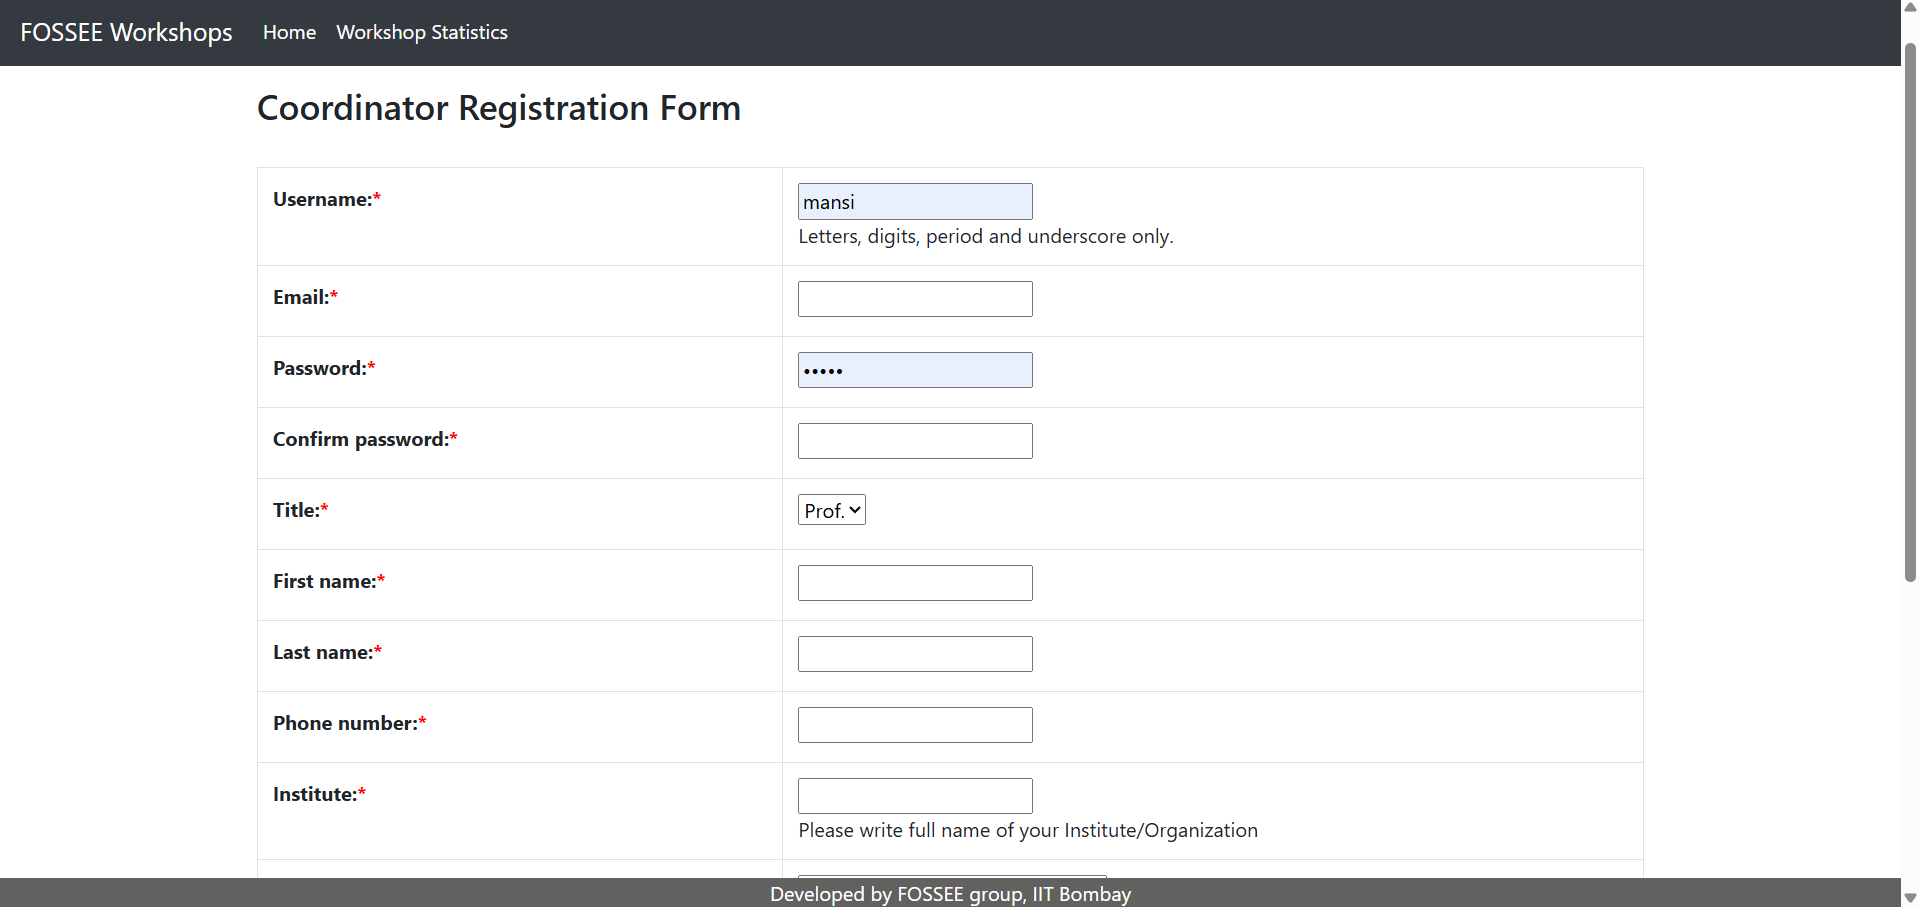 FOSSEE Workshops Home Workshop Statistics
Coordinator Registration Form
Username:* mansi
Letters, digits, period and underscore only.
Email:*
Password:* •••••
Confirm password:*
Title:* Prof.
First name:*
Last name:*
Phone number:*
Institute:*
Please write full name of your Institute/Organization
Developed by FOSSEE group, IIT Bombay